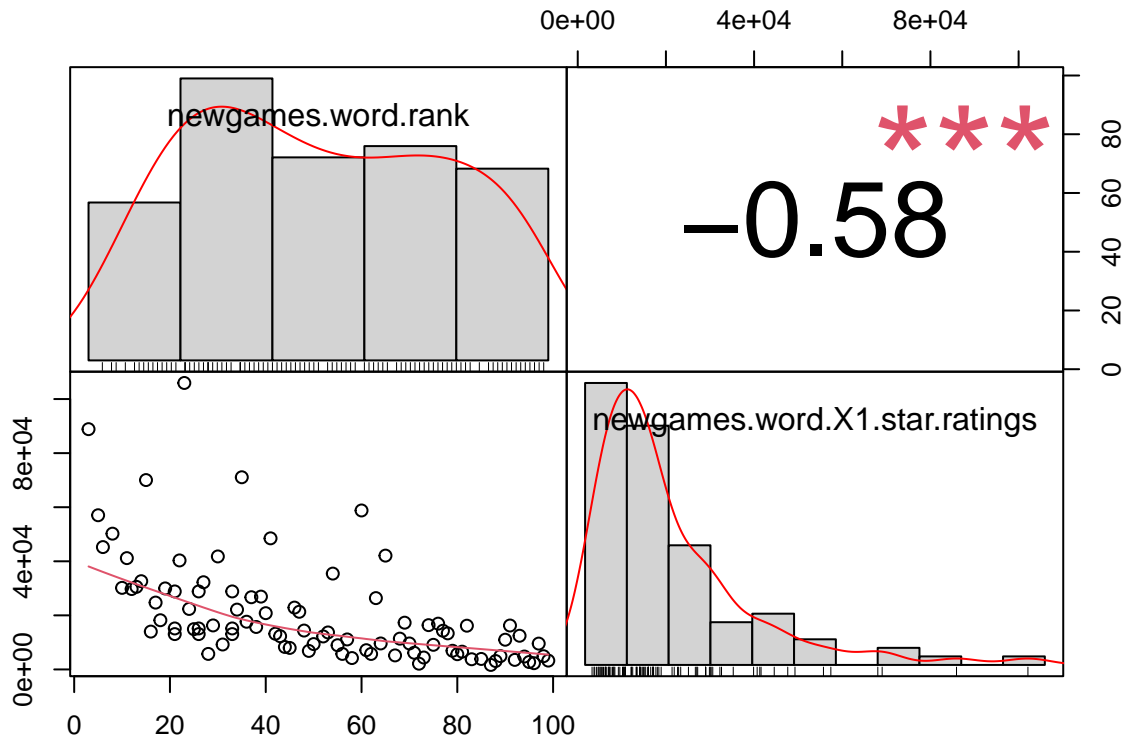 0e+00 4e+04 8e+04
newgames.word.rank
***
−0.58
80
60
40
20
0
newgames.word.X1.star.ratings
8e+04
4e+04
0e+00
0 20 40 60 80 100